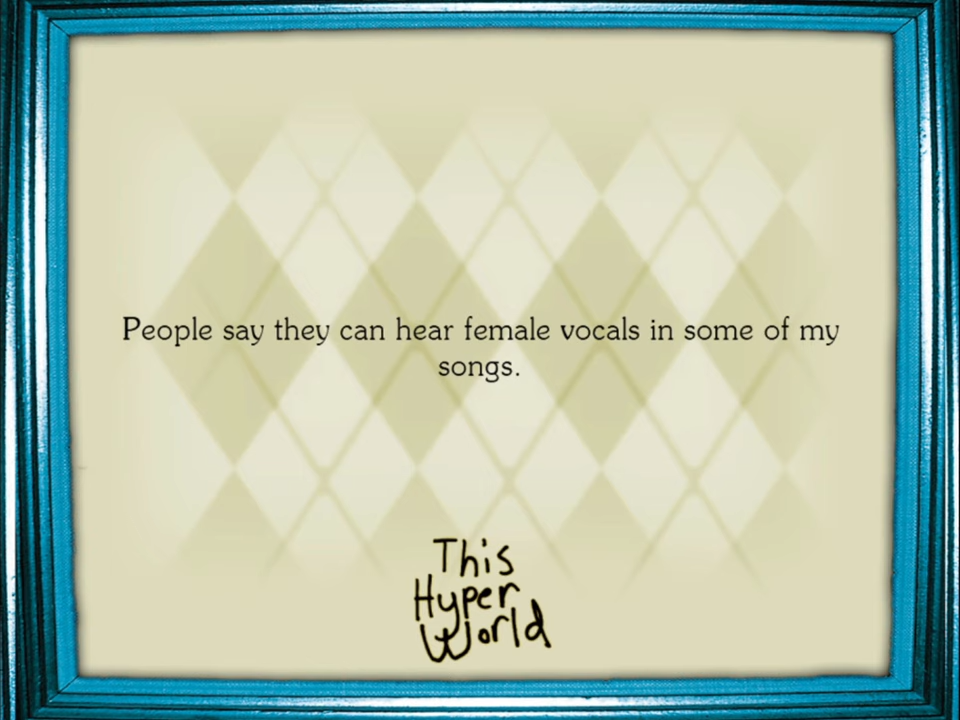 People say they can hear female vocals in some of my
songs.
This
Hyper
World